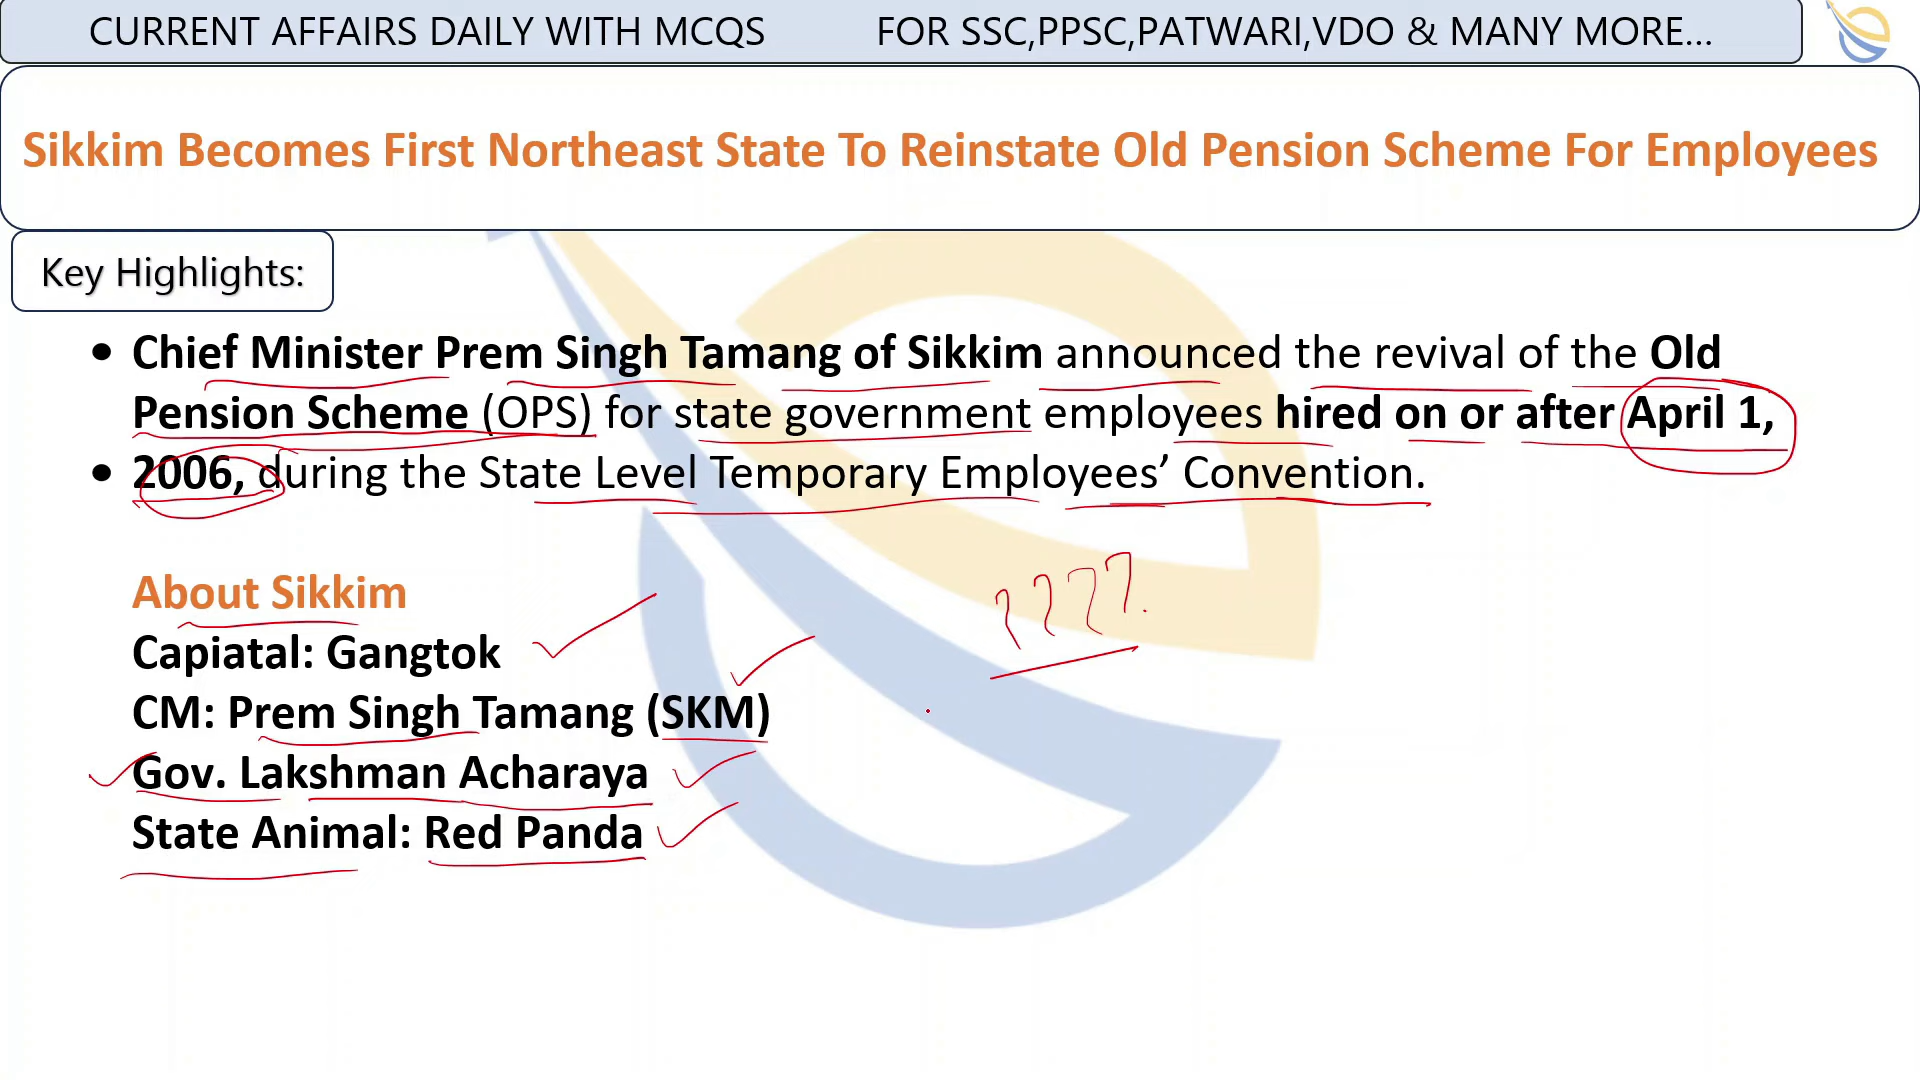 CURRENT AFFAIRS DAILY WITH MCQS FOR SSC,PPSC,PATWARI,VDO & MANY MORE...
Sikkim Becomes First Northeast State To Reinstate Old Pension Scheme For Employees
Key Highlights:
• Chief Minister Prem Singh Tamang of Sikkim announced the revival of the Old
Pension Scheme (OPS) for state government employees hired on or after April 1,
• 2006, during the State Level Temporary Employees’ Convention.
????.
About Sikkim
Capiatal: Gangtok
CM: Prem Singh Tamang (SKM)
Gov. Lakshman Acharaya
State Animal: Red Panda